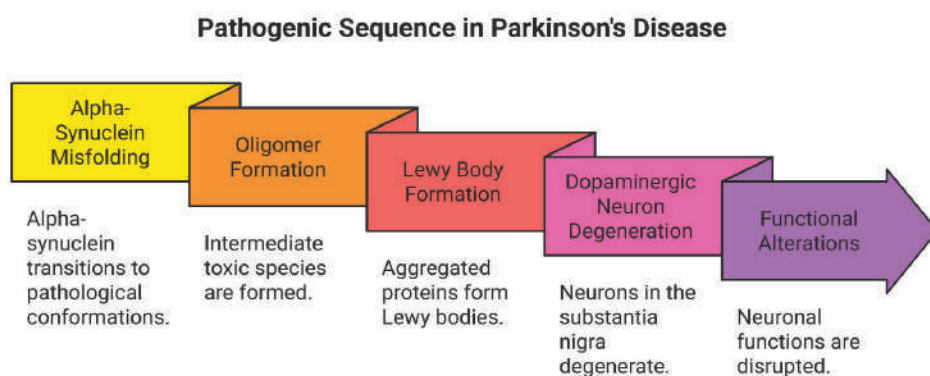 Pathogenic Sequence in Parkinson's Disease
Alpha-
Synuclein
Misfolding
Alpha-
synuclein
transitions to
pathological
conformations.
Oligomer
Formation
Intermediate
toxic species
are formed.
Lewy Body
Formation
Aggregated
proteins form
Lewy bodies.
Dopaminergic
Neuron
Degeneration
Neurons in the
substantia
nigra
degenerate.
Functional
Alterations
Neuronal
functions are
disrupted.